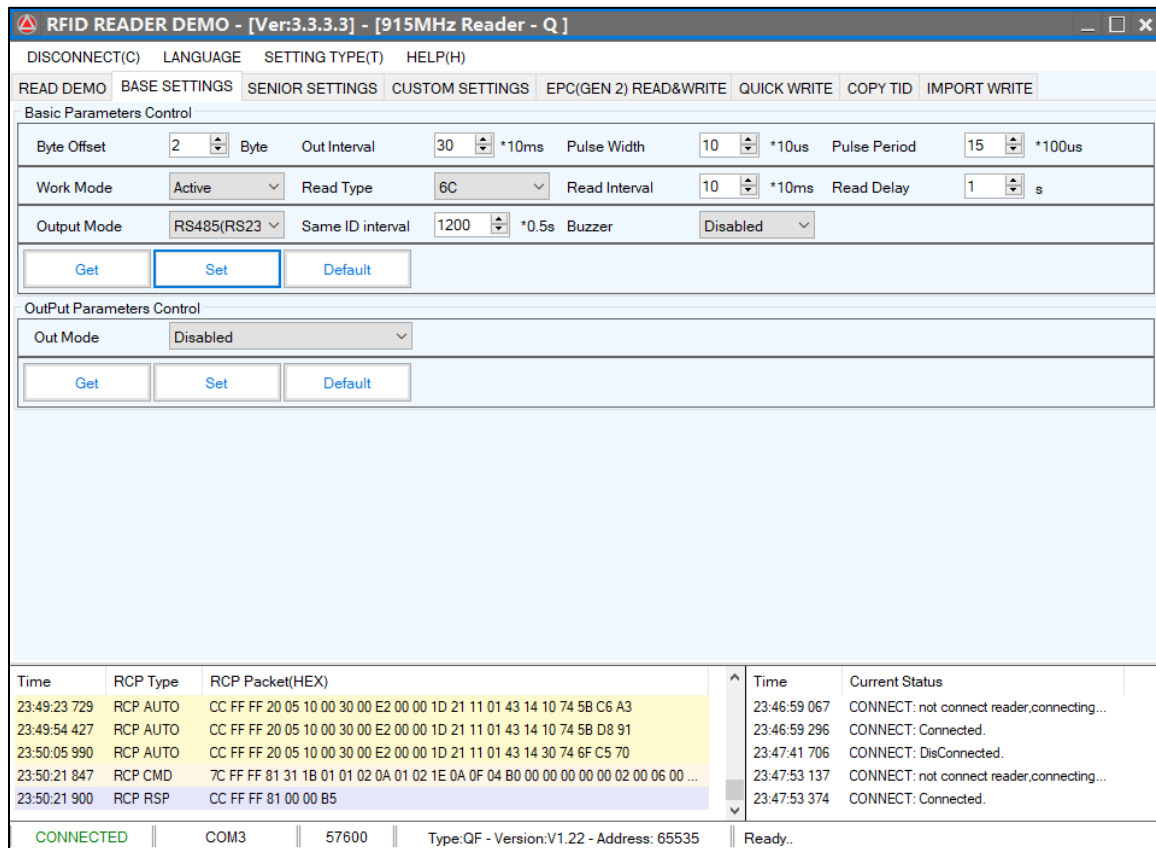 RFID READER DEMO - [Ver:3.3.3.3] - [915MHz Reader - Q ]
DISCONNECT(C) LANGUAGE SETTING TYPE(T) HELP(H)
READ DEMO BASE SETTINGS SENIOR SETTINGS CUSTOM SETTINGS EPC(GEN 2) READ&WRITE QUICK WRITE COPY TID IMPORT WRITE
Basic Parameters Control
Byte Offset 2 Byte Out Interval 30 *10ms Pulse Width 10 *10us Pulse Period 15 *100us
Work Mode Active Read Type 6C Read Interval 10 *10ms Read Delay 1 s
Output Mode RS485(RS23 Same ID interval 1200 *0.5s Buzzer Disabled
Get Set Default
OutPut Parameters Control
Out Mode Disabled
Get Set Default
Time RCP Type RCP Packet(HEX)
23:49:23 729 RCP AUTO CC FF FF 20 05 10 00 30 00 E2 00 00 1D 21 11 01 43 14 10 74 5B C6 A3
23:49:54 427 RCP AUTO CC FF FF 20 05 10 00 30 00 E2 00 00 1D 21 11 01 43 14 10 74 5B D8 91
23:50:05 990 RCP AUTO CC FF FF 20 05 10 00 30 00 E2 00 00 1D 21 11 01 43 14 30 74 6F C5 70
23:50:21 847 RCP CMD 7C FF FF 81 31 1B 01 01 02 0A 01 02 1E 0A 0F 04 B0 00 00 00 00 00 02 00 06 00 ...
23:50:21 900 RCP RSP CC FF FF 81 00 00 B5
Time Current Status
23:46:59 067 CONNECT: not connect reader,connecting...
23:46:59 296 CONNECT: Connected.
23:47:41 706 CONNECT: DisConnected.
23:47:53 137 CONNECT: not connect reader,connecting...
23:47:53 374 CONNECT: Connected.
CONNECTED COM3 57600 Type:QF - Version:V1.22 - Address: 65535 Ready..